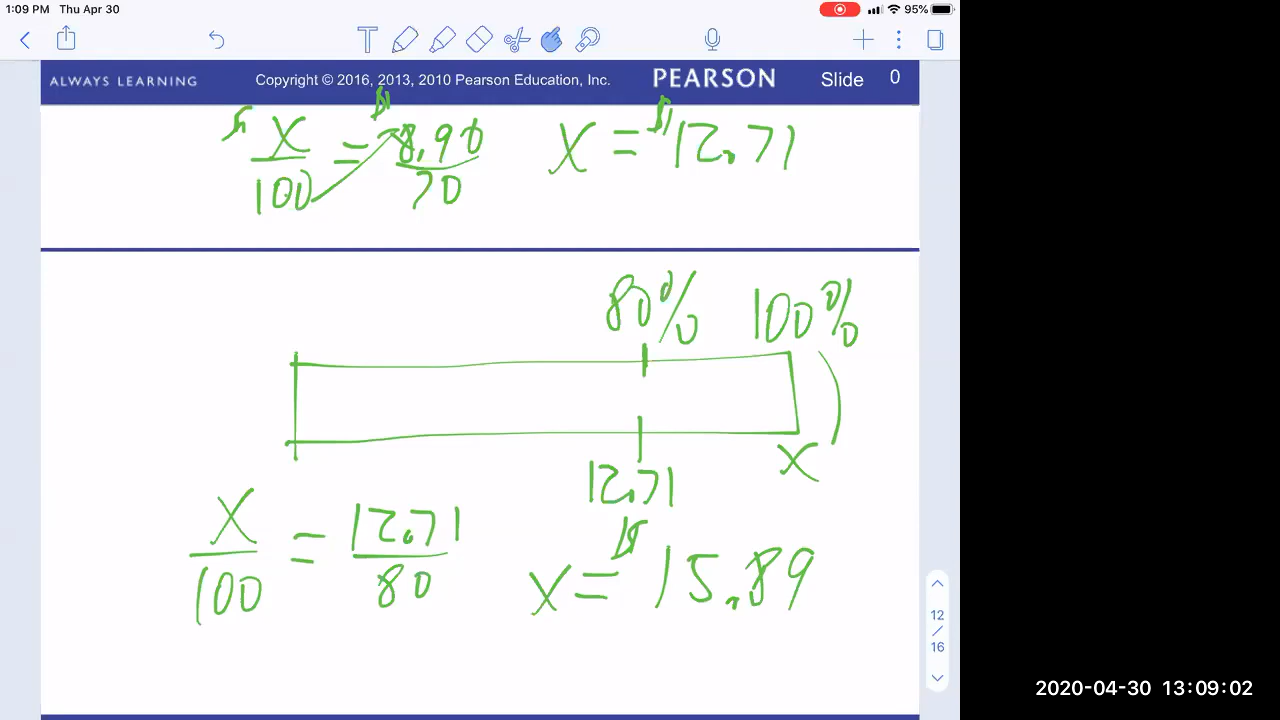 1:09 PM Thu Apr 30 95%
ALWAYS LEARNING Copyright © 2016, 2013, 2010 Pearson Education, Inc. PEARSON Slide 0
X/100 = $8.90/70 X = $12.71
80% 100%
12.71 X
X/100 = 12.71/80 X = $15.89
12
/
16
2020-04-30 13:09:02